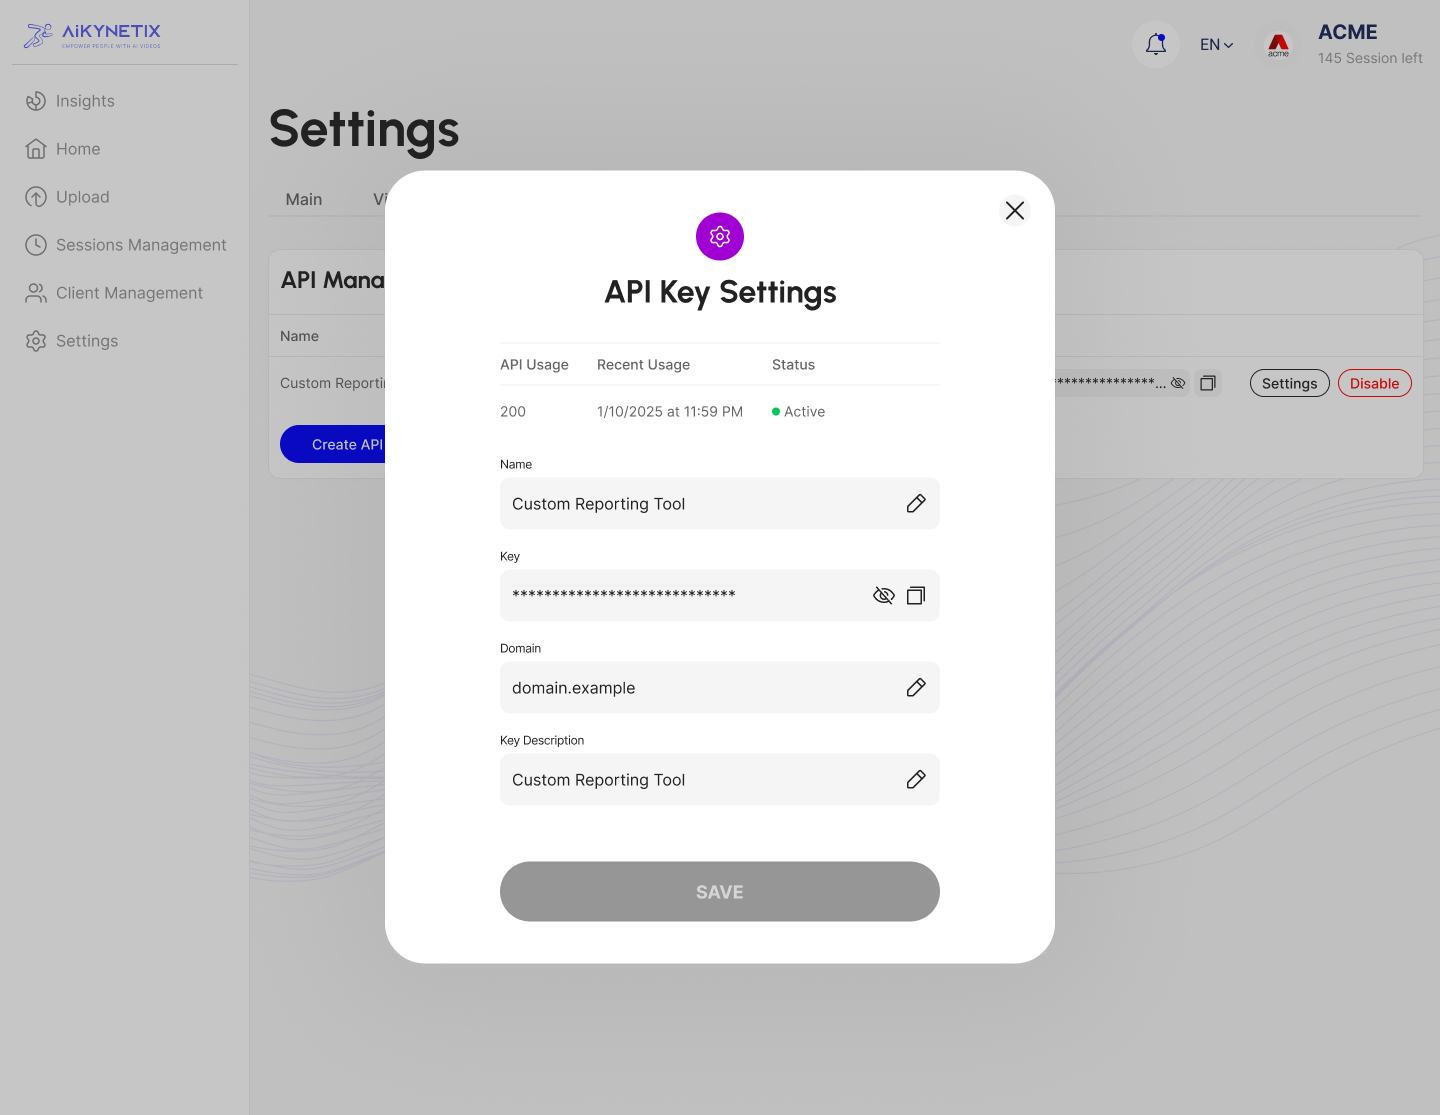 AiKYNETIX
EMPOWER PEOPLE WITH AI VIDEOS
Insights
Home
Upload
Sessions Management
Client Management
Settings
EN
acme
ACME
145 Session left
Settings
Main
API Mana
Name
Custom Reporti
***************...
Settings
Disable
Create API
API Key Settings
API Usage Recent Usage Status
200 1/10/2025 at 11:59 PM Active
Name
Custom Reporting Tool
Key
****************************
Domain
domain.example
Key Description
Custom Reporting Tool
SAVE